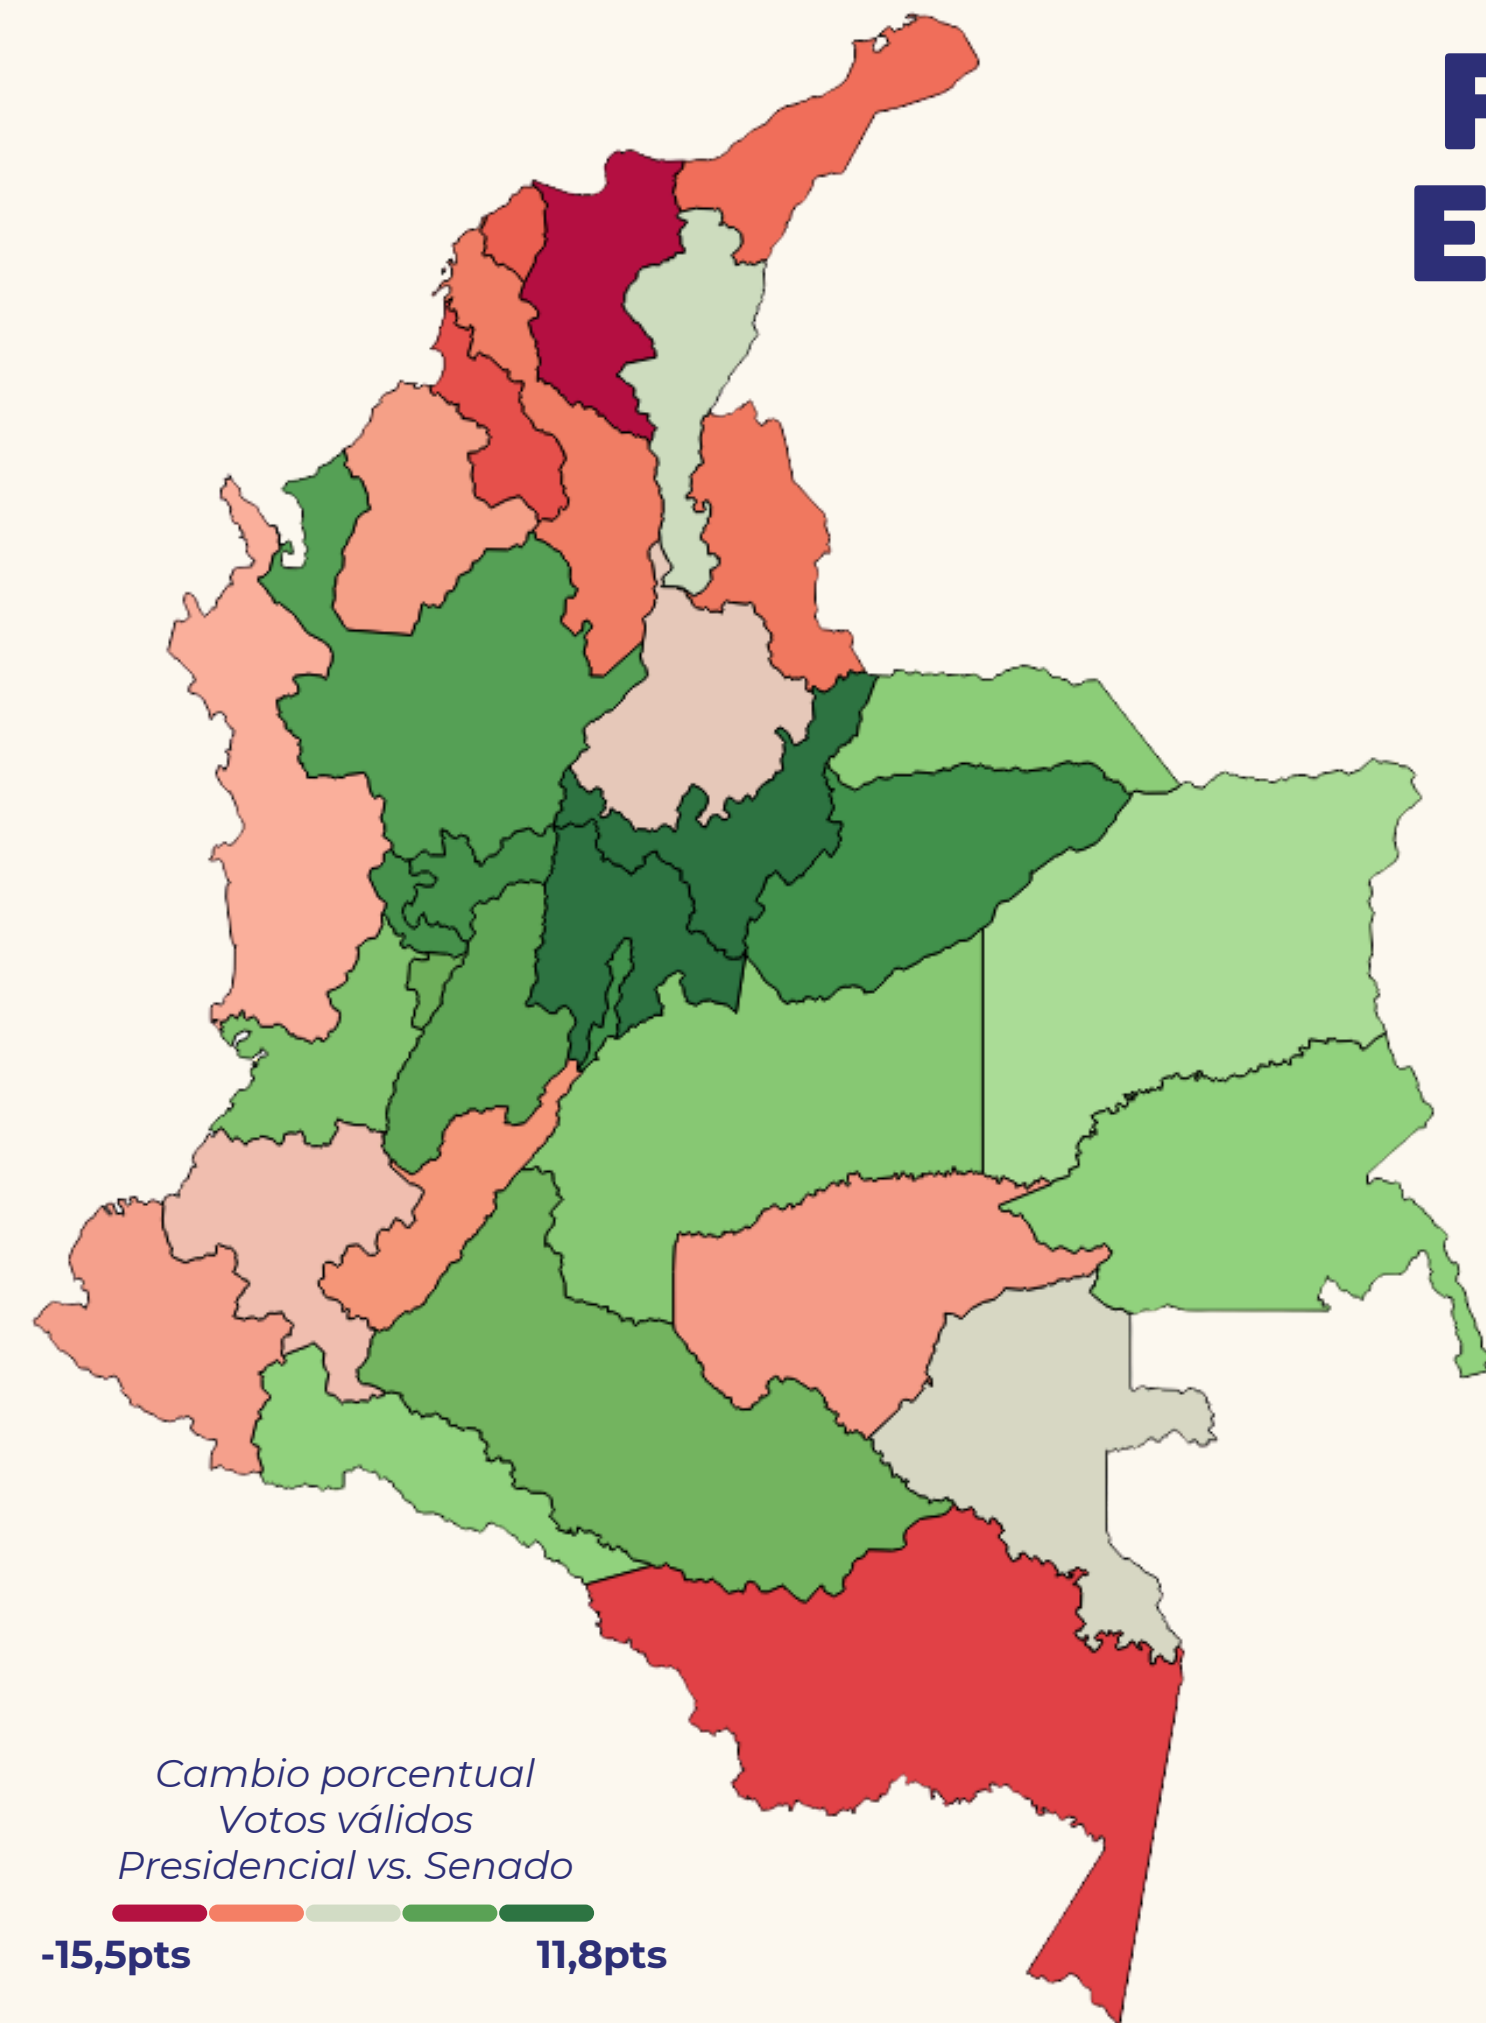 P
E
Cambio porcentual
Votos válidos
Presidencial vs. Senado
-15,5pts 11,8pts